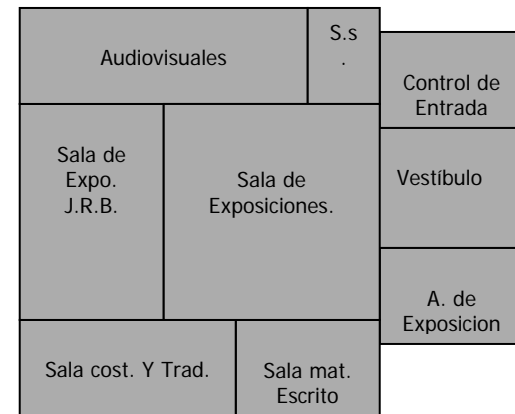 Audiovisuales
S.s
.
Control de
Entrada
Sala de
Expo.
J.R.B.
Sala de
Exposiciones.
Vestíbulo
A. de
Exposicion
Sala cost. Y Trad.
Sala mat.
Escrito